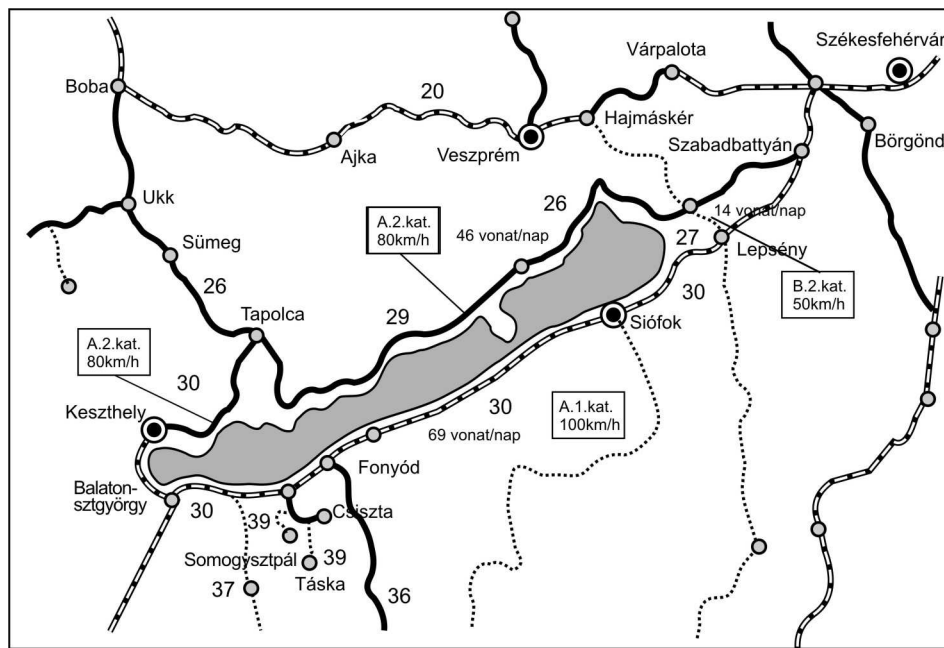 Székesfehérvár
Várpalota
Boba
20
Hajmáskér
Ajka
Veszprém
Szabadbattyán
Börgönd
Ukk
26
14 vonat/nap
A.2.kat.
80km/h
46 vonat/nap
27
Lepsény
Sümeg
26
B.2.kat.
50km/h
30
Tapolca
29
Siófok
A.2.kat.
80km/h
30
30
A.1.kat.
100km/h
Keszthely
69 vonat/nap
Fonyód
Balaton-
sztgyörgy
30
39
Csiszta
Somogysztpál
39
Táska
37
36